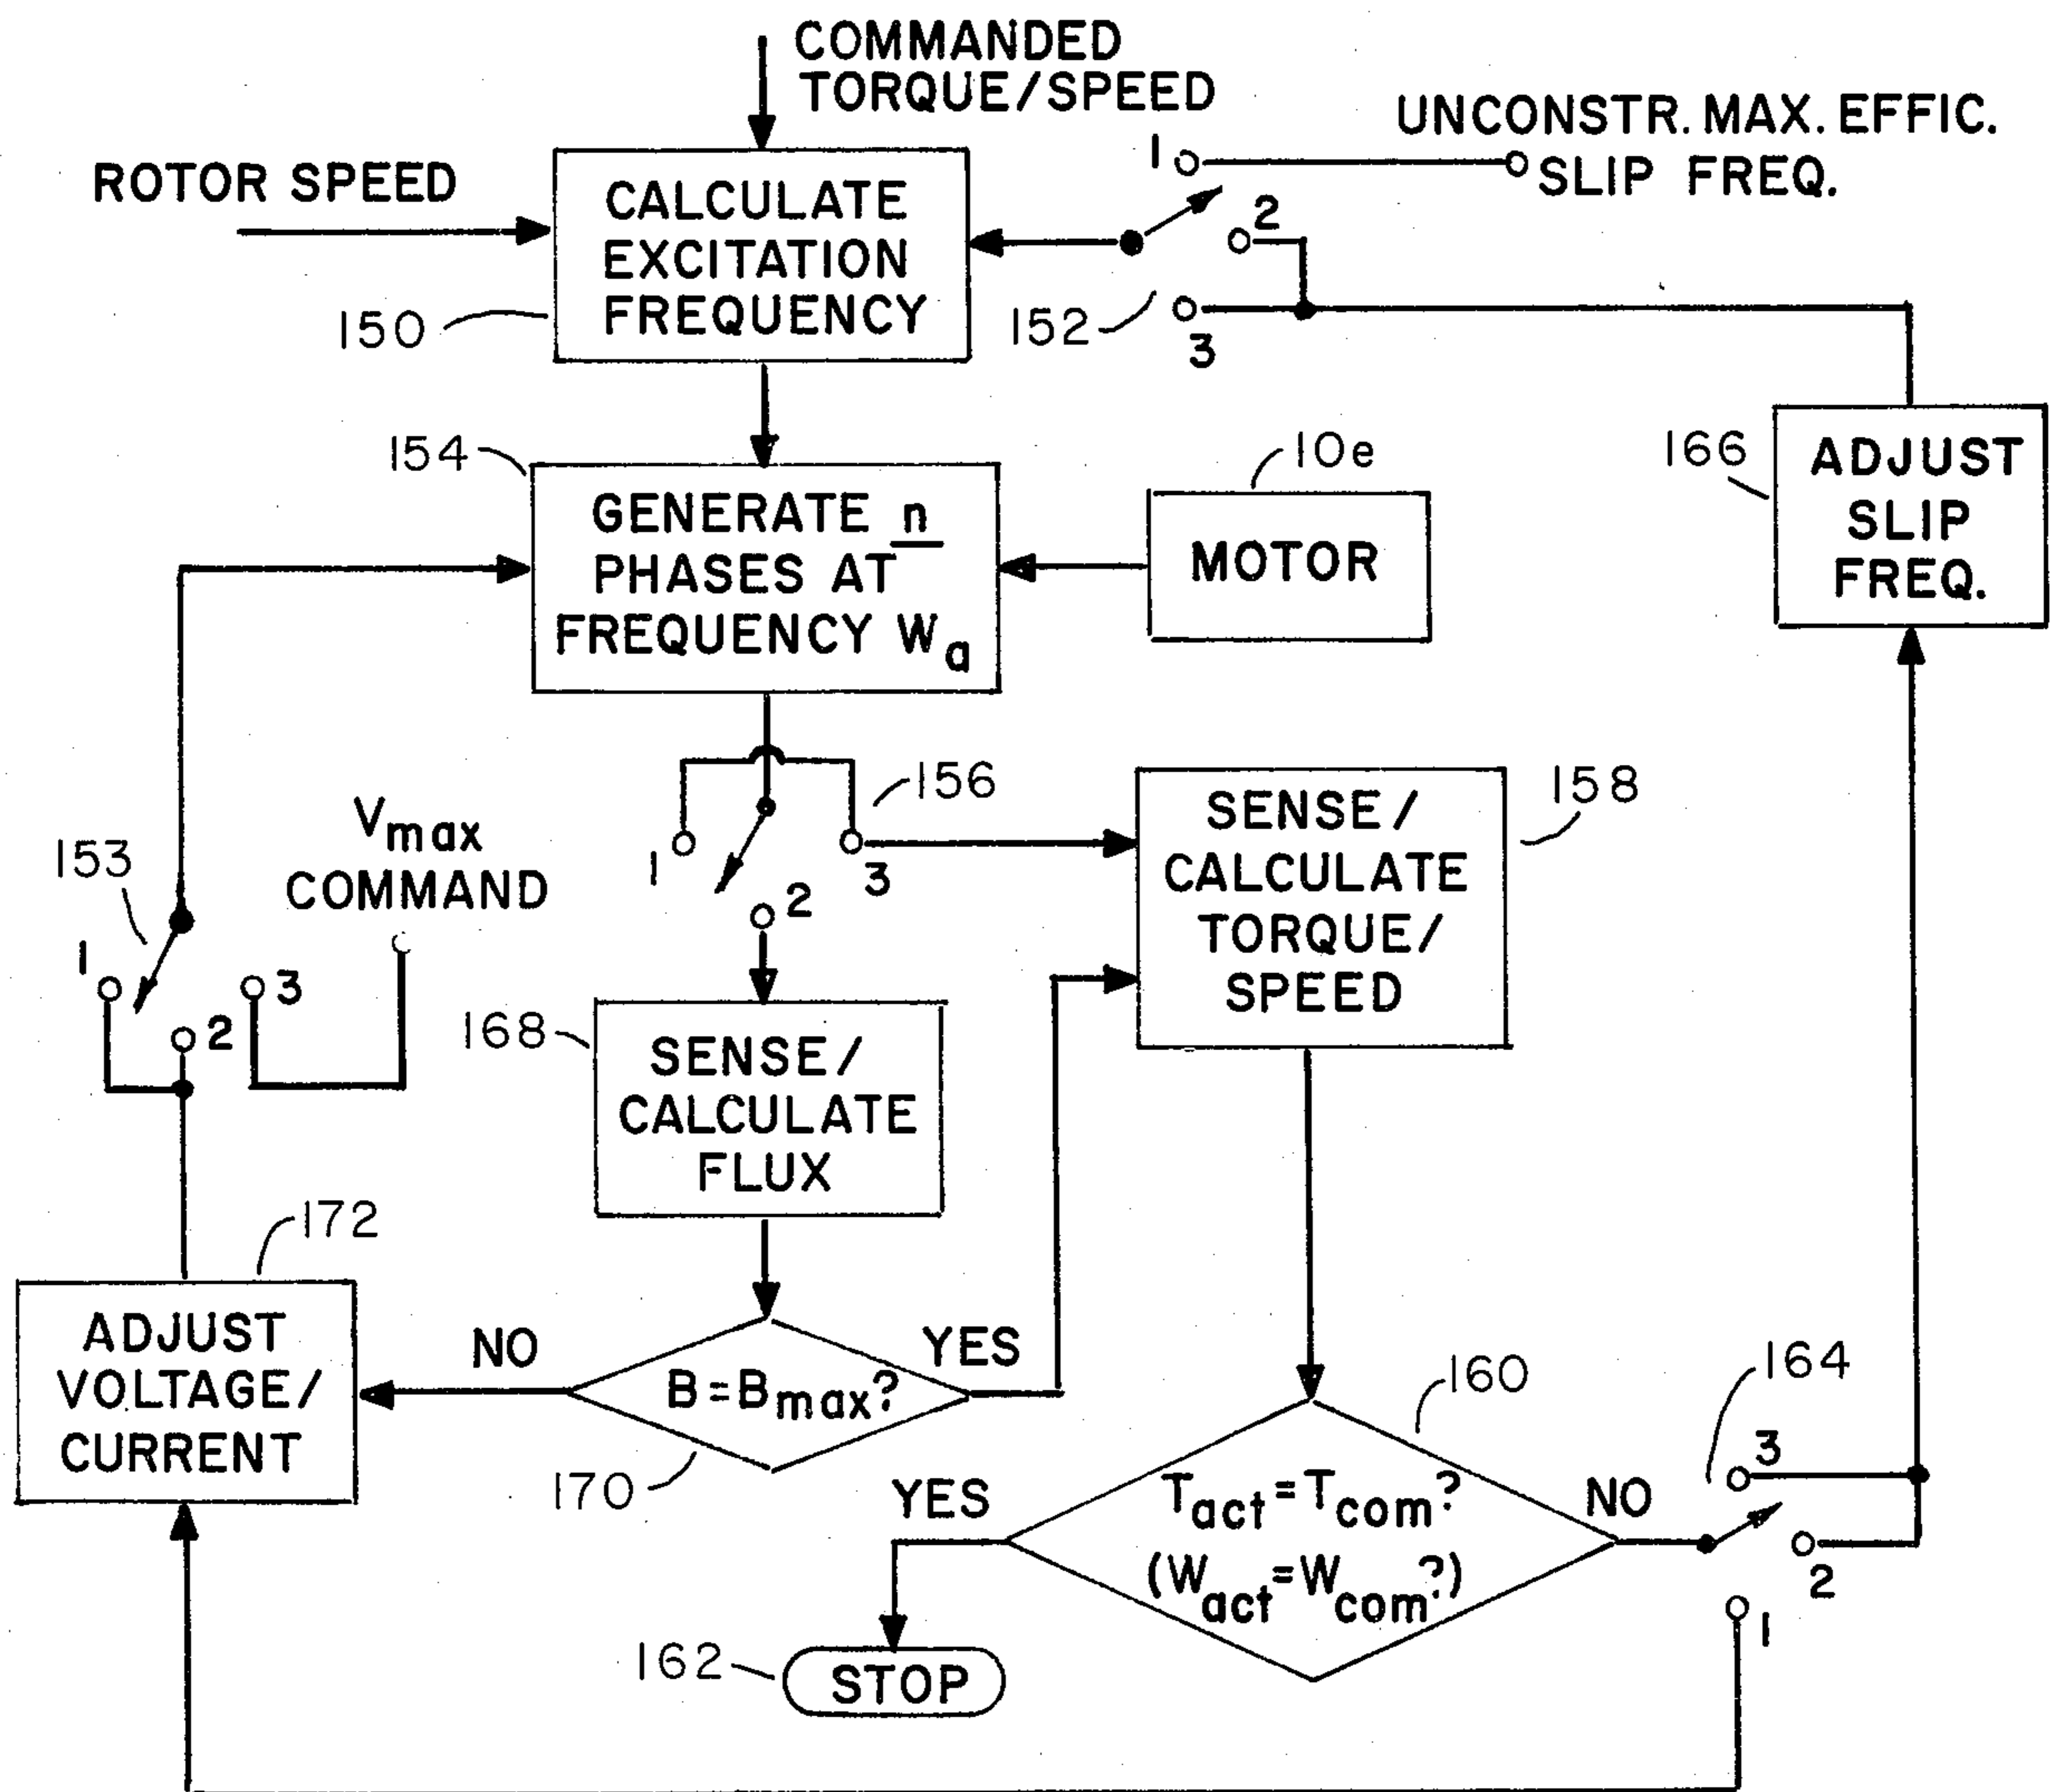 COMMANDED
TORQUE/SPEED
UNCONSTR. MAX. EFFIC.
SLIP FREQ.
1
2
3
152
ROTOR SPEED
CALCULATE
EXCITATION
FREQUENCY
150
154
GENERATE n
PHASES AT
FREQUENCY Wa
10e
MOTOR
166
ADJUST
SLIP
FREQ.
156
1
2
3
158
SENSE/
CALCULATE
TORQUE/
SPEED
Vmax
COMMAND
153
1
2
3
168
SENSE/
CALCULATE
FLUX
172
ADJUST
VOLTAGE/
CURRENT
NO
B=Bmax?
YES
170
160
164
YES
Tact=Tcom?
(Wact=Wcom?)
NO
3
2
1
162
STOP